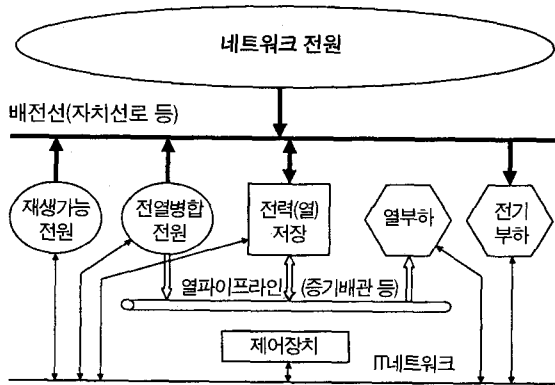 네트워크 전원
배전선(자치선로 등)
재생가능
전원
전열병합
전원
전력(열)
저장
열부하
전기
부하
열파이프라인 (증기배관 등)
제어장치
IT네트워크